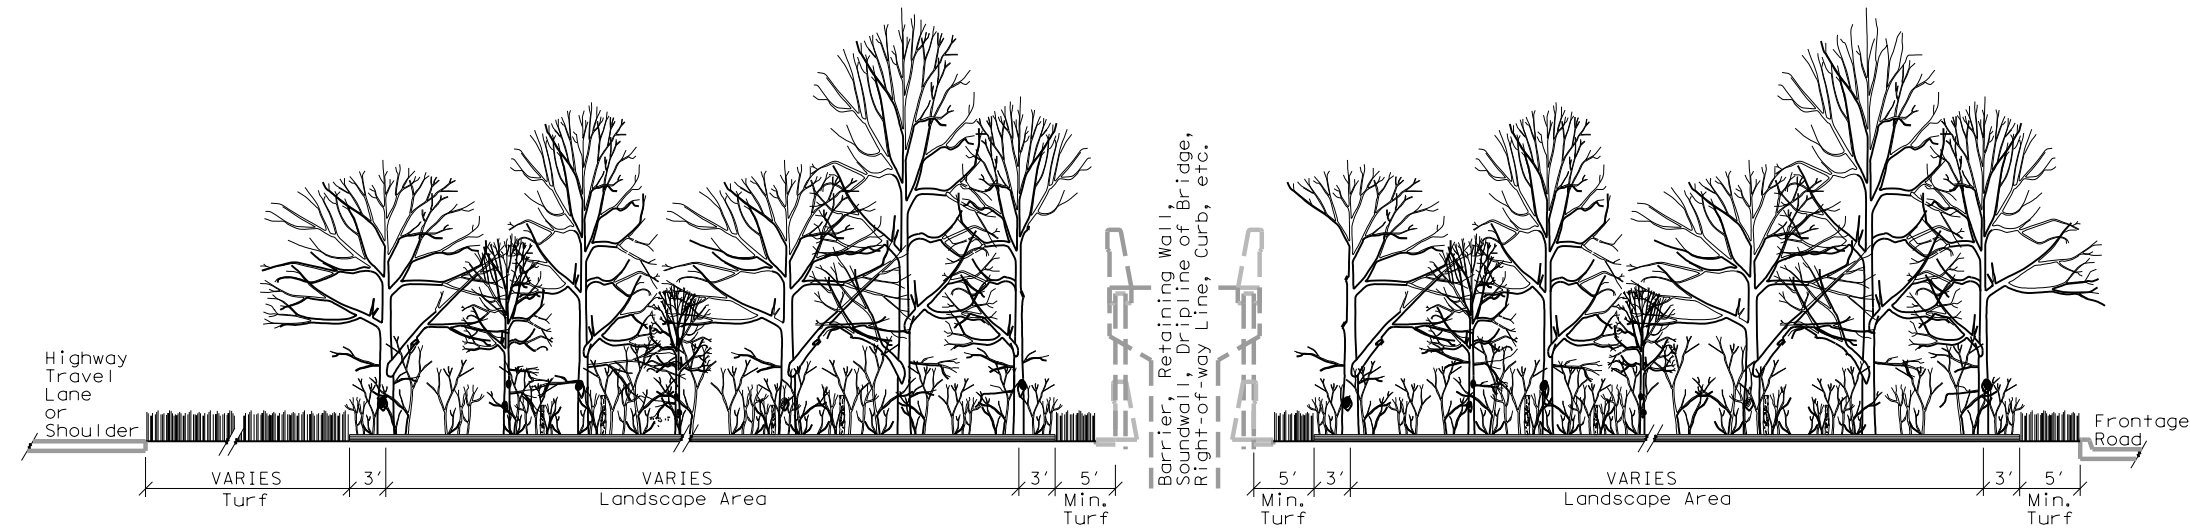 Highway
Travel
Lane
or
Shoulder
VARIES
Turf
3'
VARIES
Landscape Area
3'
5'
Min.
Turf
Barrier, Retaining Wall,
Soundwall, Dripline of Bridge,
Right-of-way Line, Curb, etc.
5'
Min.
Turf
3'
VARIES
Landscape Area
3'
5'
Min.
Turf
Frontage
Road